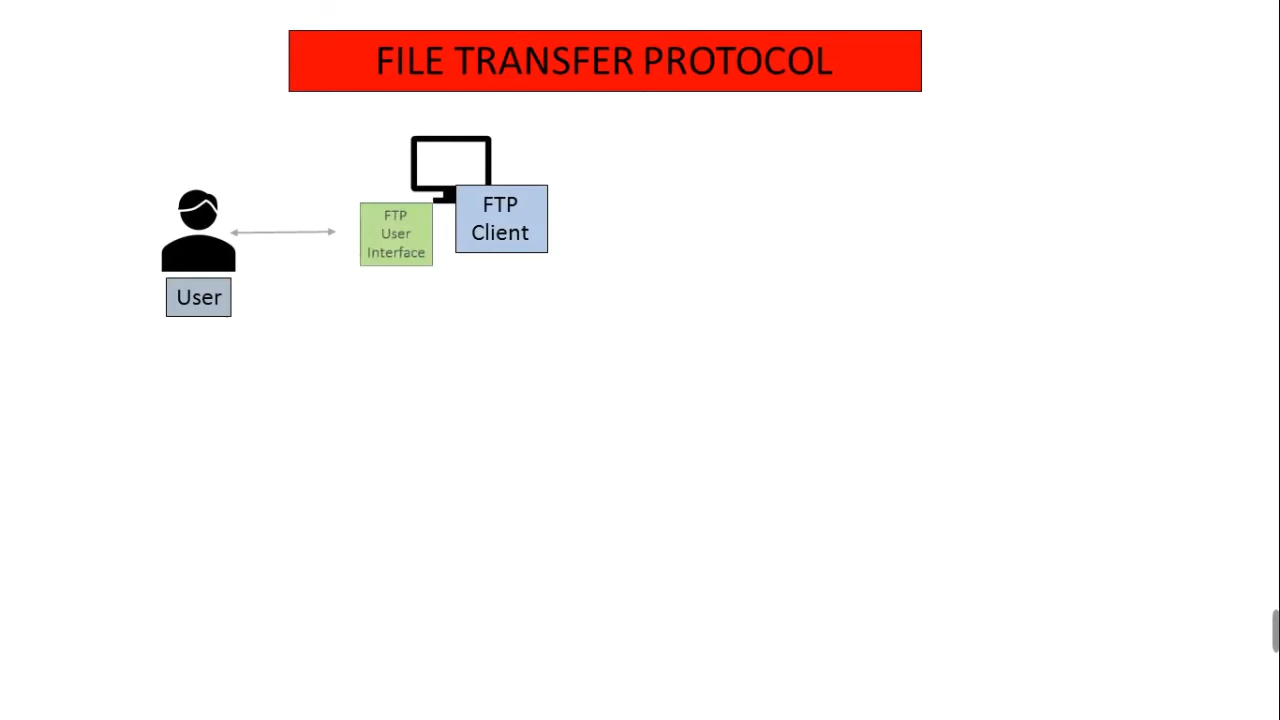 FILE TRANSFER PROTOCOL
FTP
User
Interface
FTP
Client
User